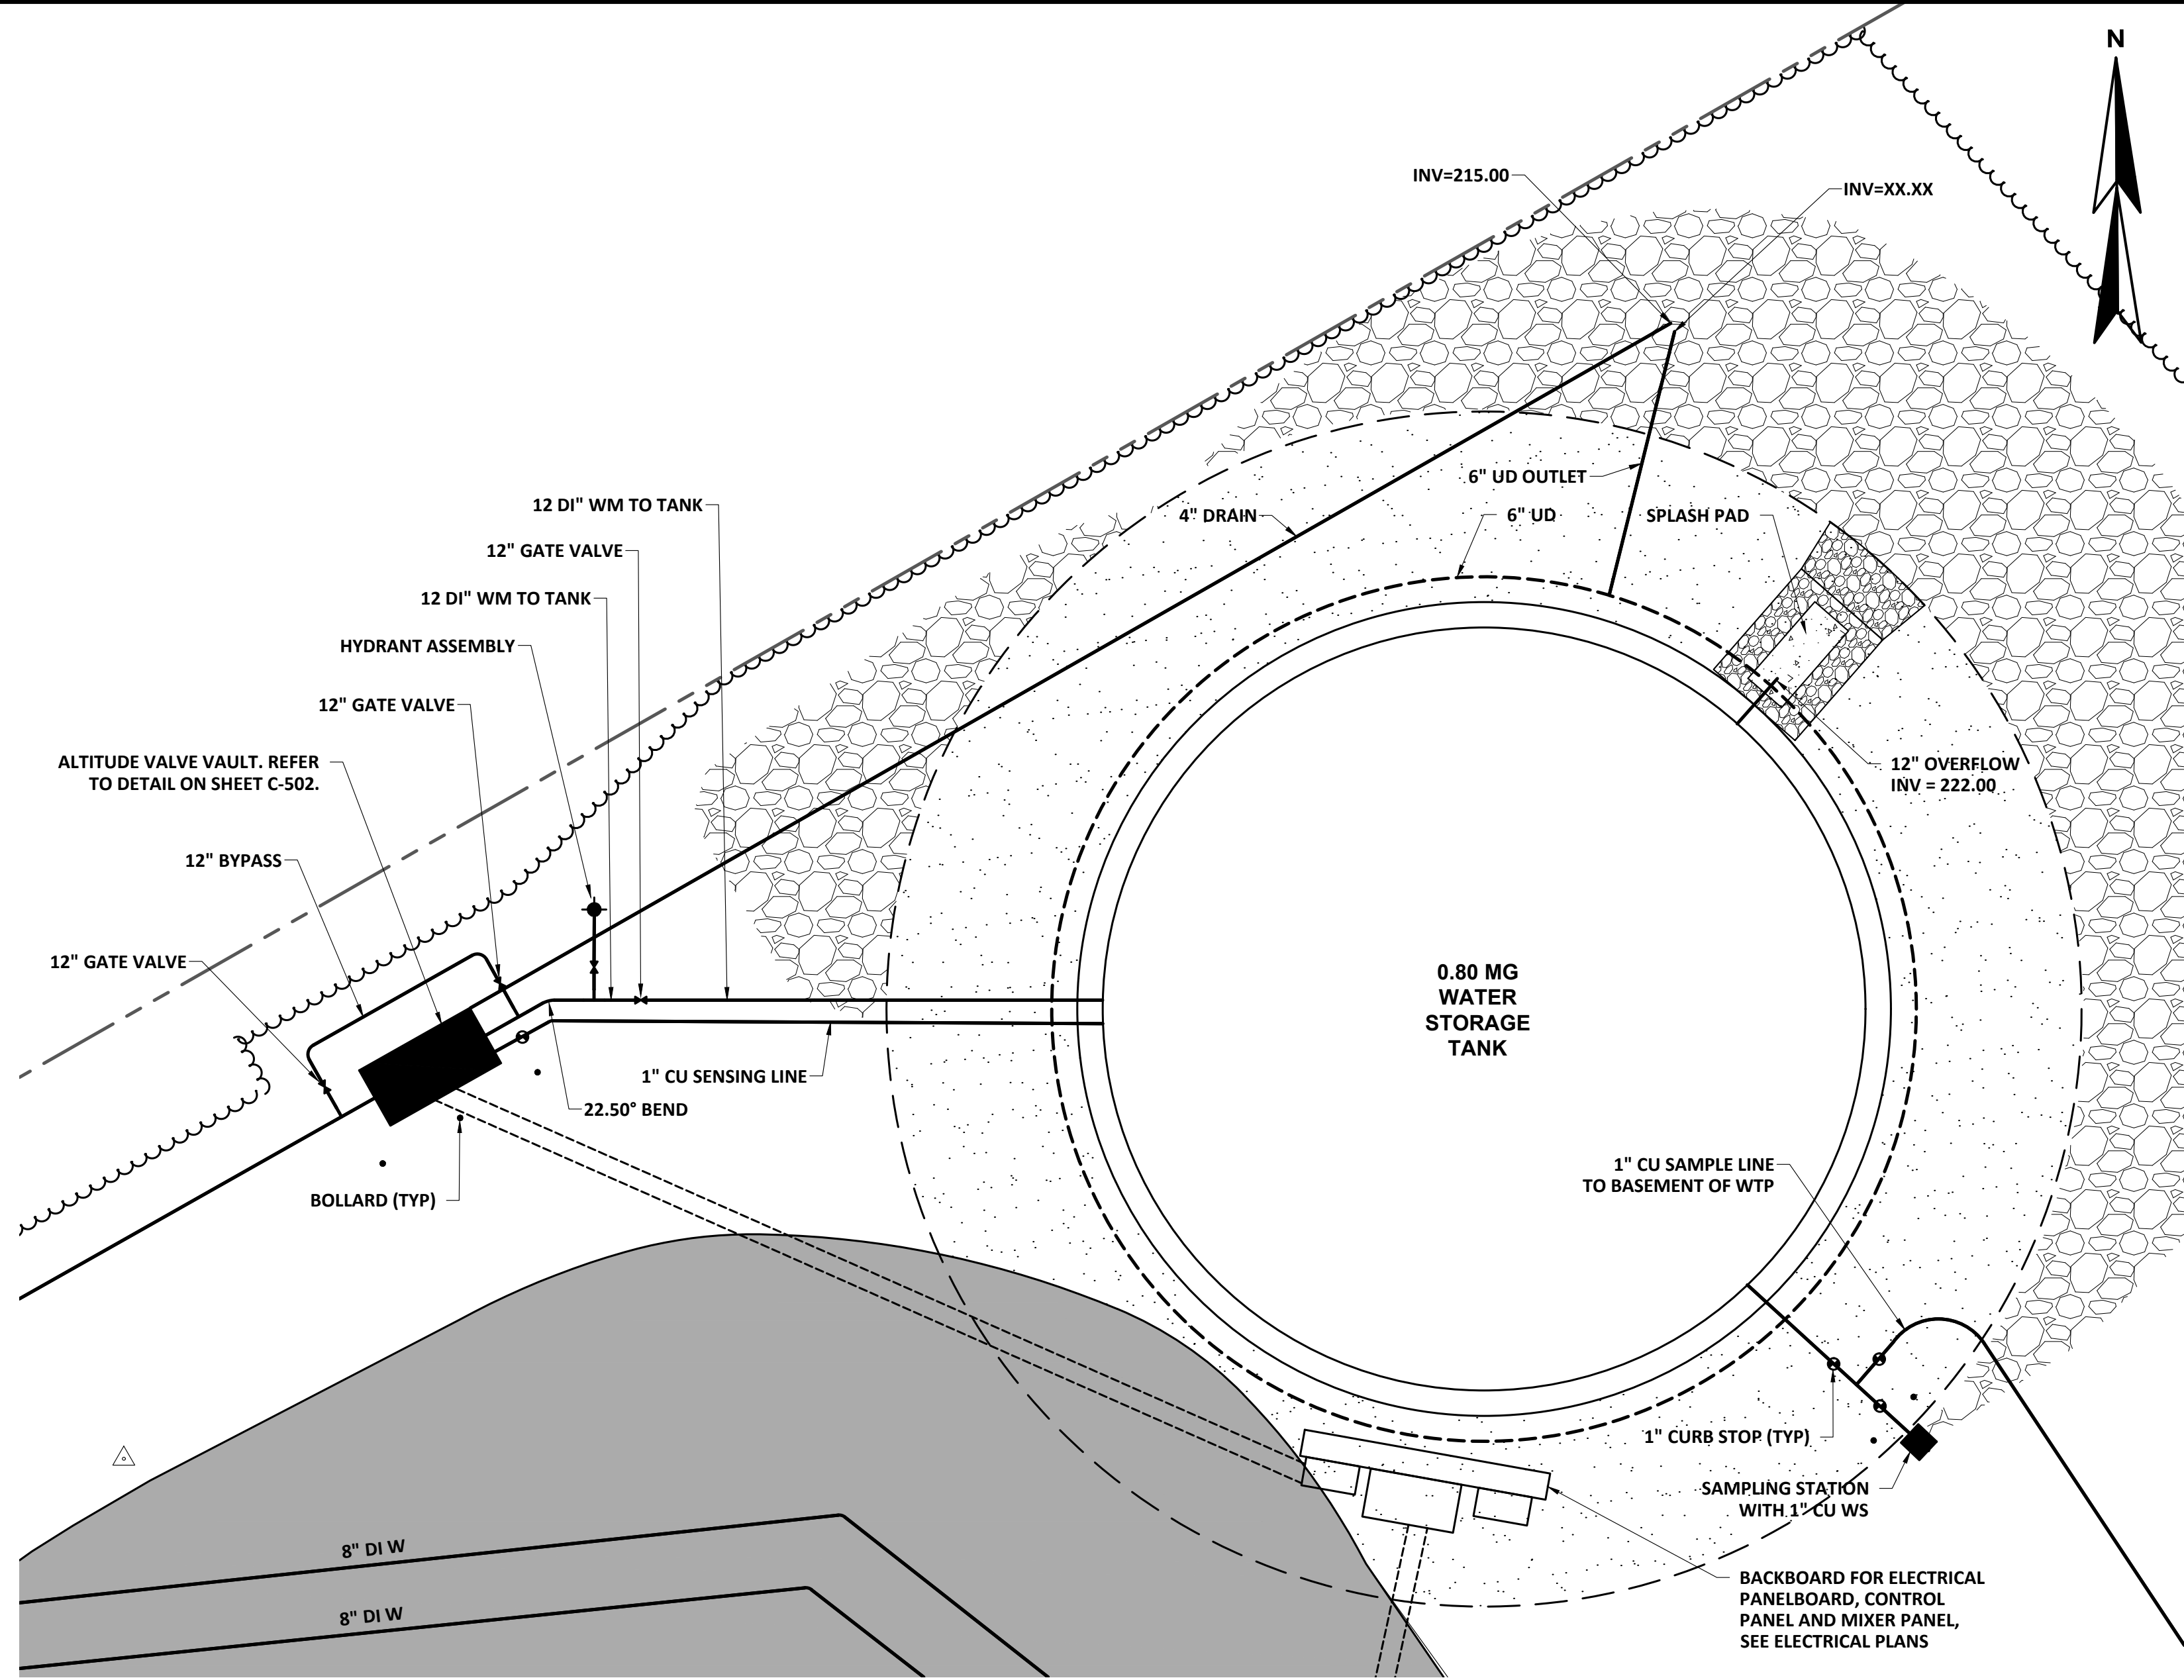 N
INV=215.00
INV=XX.XX
6" UD OUTLET
4" DRAIN
6" UD
SPLASH PAD
12 DI" WM TO TANK
12" GATE VALVE
12 DI" WM TO TANK
HYDRANT ASSEMBLY
12" GATE VALVE
ALTITUDE VALVE VAULT. REFER
TO DETAIL ON SHEET C-502.
12" BYPASS
12" GATE VALVE
12" OVERFLOW
INV = 222.00
0.80 MG
WATER
STORAGE
TANK
1" CU SENSING LINE
22.50° BEND
BOLLARD (TYP)
1" CU SAMPLE LINE
TO BASEMENT OF WTP
1" CURB STOP (TYP)
SAMPLING STATION
WITH 1" CU WS
8" DI W
8" DI W
BACKBOARD FOR ELECTRICAL
PANELBOARD, CONTROL
PANEL AND MIXER PANEL,
SEE ELECTRICAL PLANS